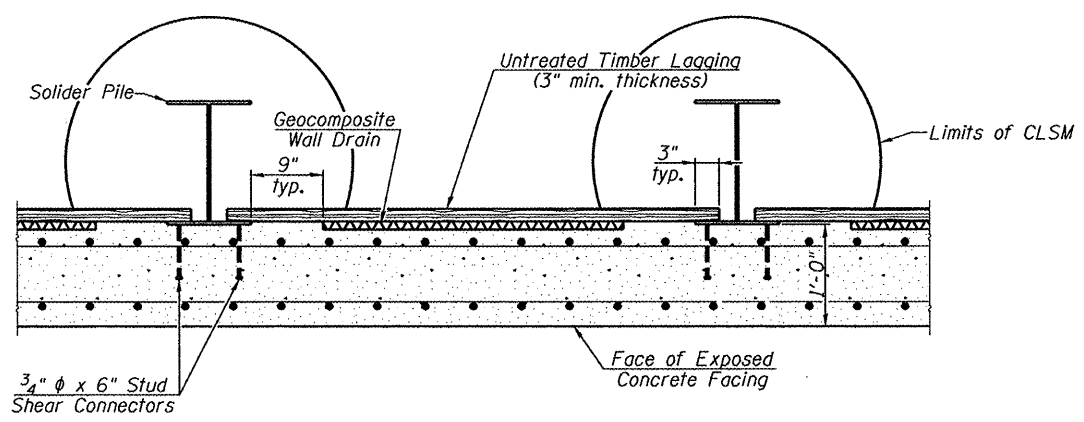 Untreated Timber Lagging
(3" min. thickness)
Solider Pile
Geocomposite
Wall Drain
Limits of CLSM
9"
typ.
3"
typ.
1'-0"
3/4" ϕ x 6" Stud
Shear Connectors
Face of Exposed
Concrete Facing